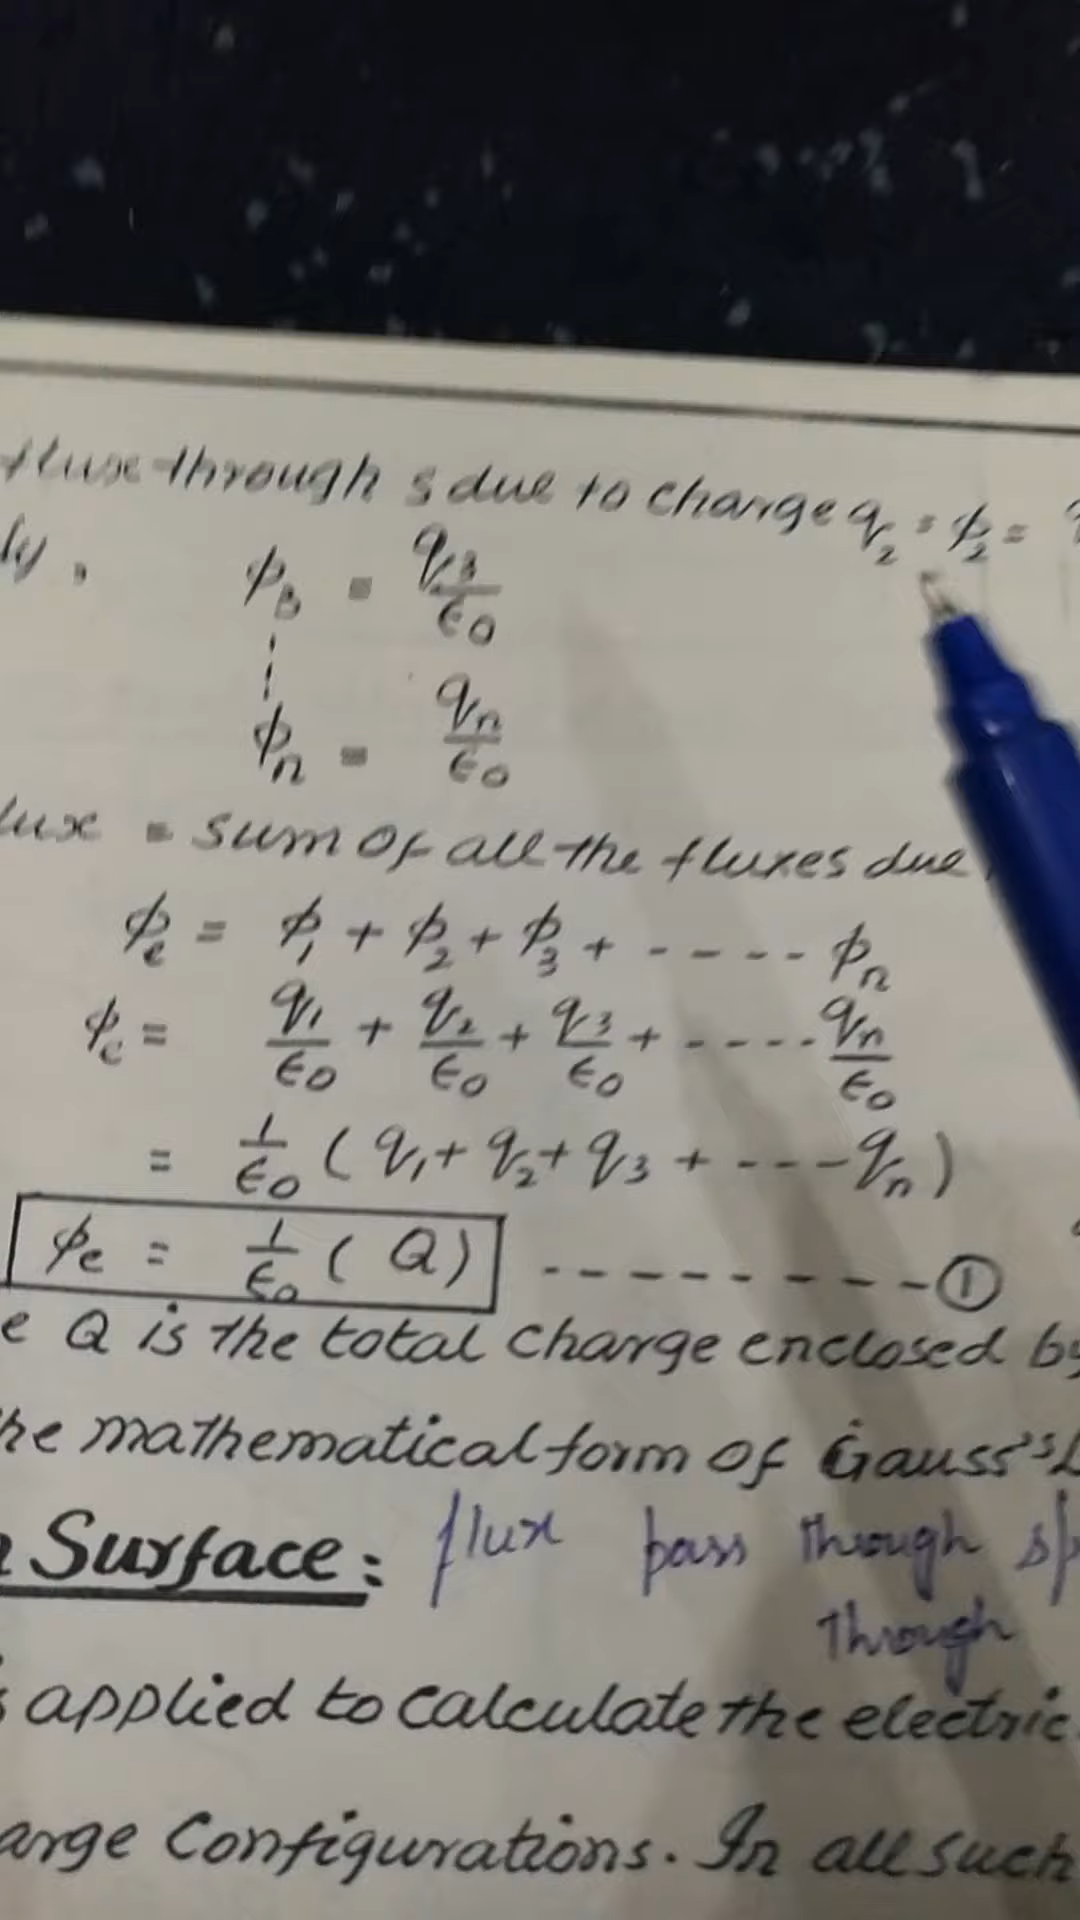 flux through s due to charge q₂ = ϕ₂ =
ly, ϕ₃ = q₃/ϵ₀
ϕₙ = qₙ/ϵ₀
lux = sum of all the fluxes due
ϕₑ = ϕ₁ + ϕ₂ + ϕ₃ + ----- ϕₙ
ϕₑ = q₁/ϵ₀ + q₂/ϵ₀ + q₃/ϵ₀ + ---- qₙ/ϵ₀
= 1/ϵ₀ ( q₁ + q₂ + q₃ + ---- qₙ )
ϕₑ = 1/ϵ₀ ( Q ) --------- ①
e Q is the total charge enclosed by
he mathematical form of Gauss's L
Surface: flux pass through sp
through
s applied to calculate the electric
arge configurations. In all such